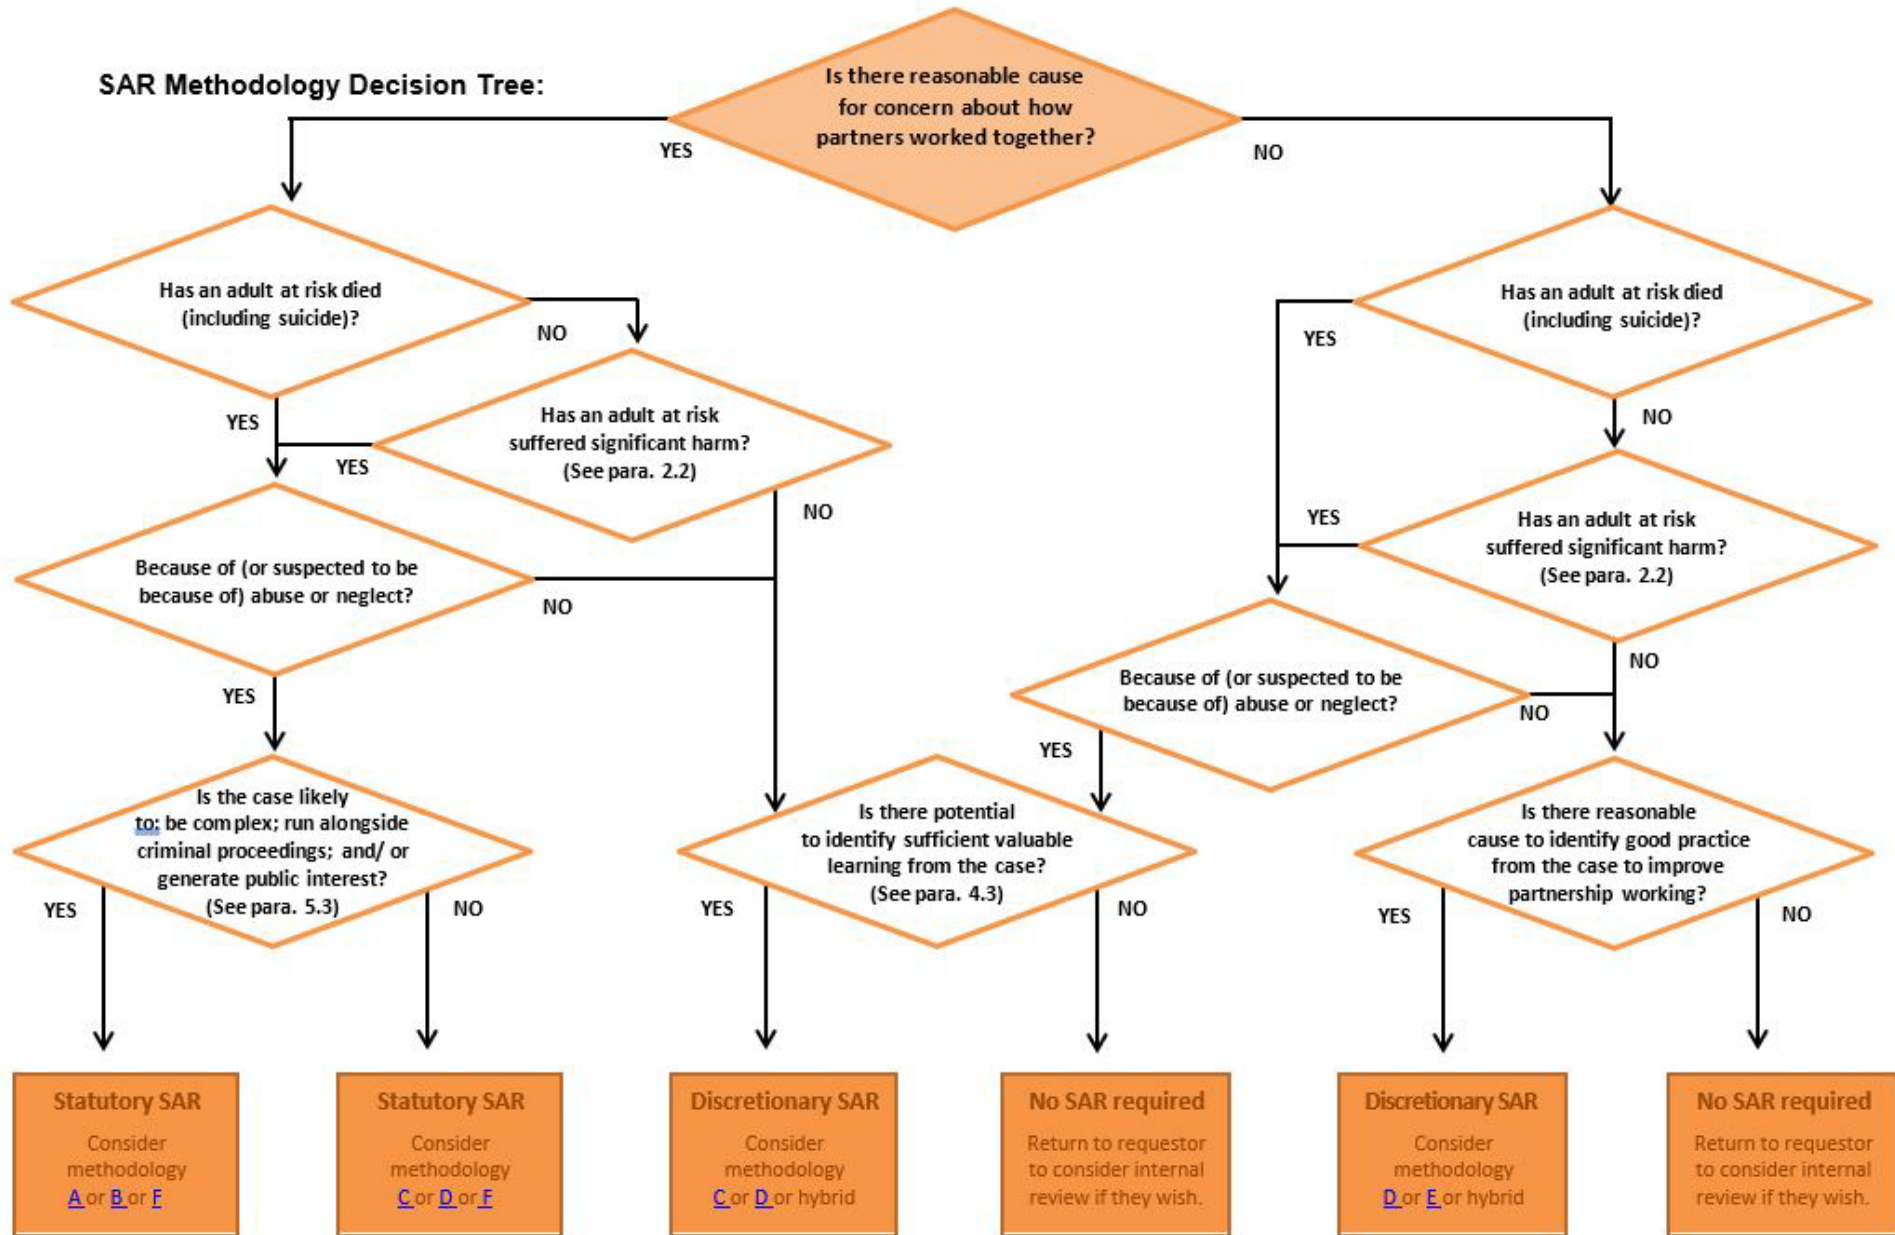 SAR Methodology Decision Tree:
Is there reasonable cause
for concern about how
partners worked together?
YES
NO
Has an adult at risk died
(including suicide)?
NO
YES
Has an adult at risk
suffered significant harm?
(See para. 2.2)
YES
NO
Because of (or suspected to be
because of) abuse or neglect?
NO
YES
Is the case likely
to: be complex; run alongside
criminal proceedings; and/ or
generate public interest?
(See para. 5.3)
YES
NO
Has an adult at risk died
(including suicide)?
YES
NO
Has an adult at risk
suffered significant harm?
(See para. 2.2)
YES
NO
Because of (or suspected to be
because of) abuse or neglect?
NO
YES
Is there potential
to identify sufficient valuable
learning from the case?
(See para. 4.3)
YES
NO
Is there reasonable
cause to identify good practice
from the case to improve
partnership working?
YES
NO
Statutory SAR
Consider
methodology
A or B or F
Statutory SAR
Consider
methodology
C or D or F
Discretionary SAR
Consider
methodology
C or D or hybrid
No SAR required
Return to requestor
to consider internal
review if they wish.
Discretionary SAR
Consider
methodology
D or E or hybrid
No SAR required
Return to requestor
to consider internal
review if they wish.